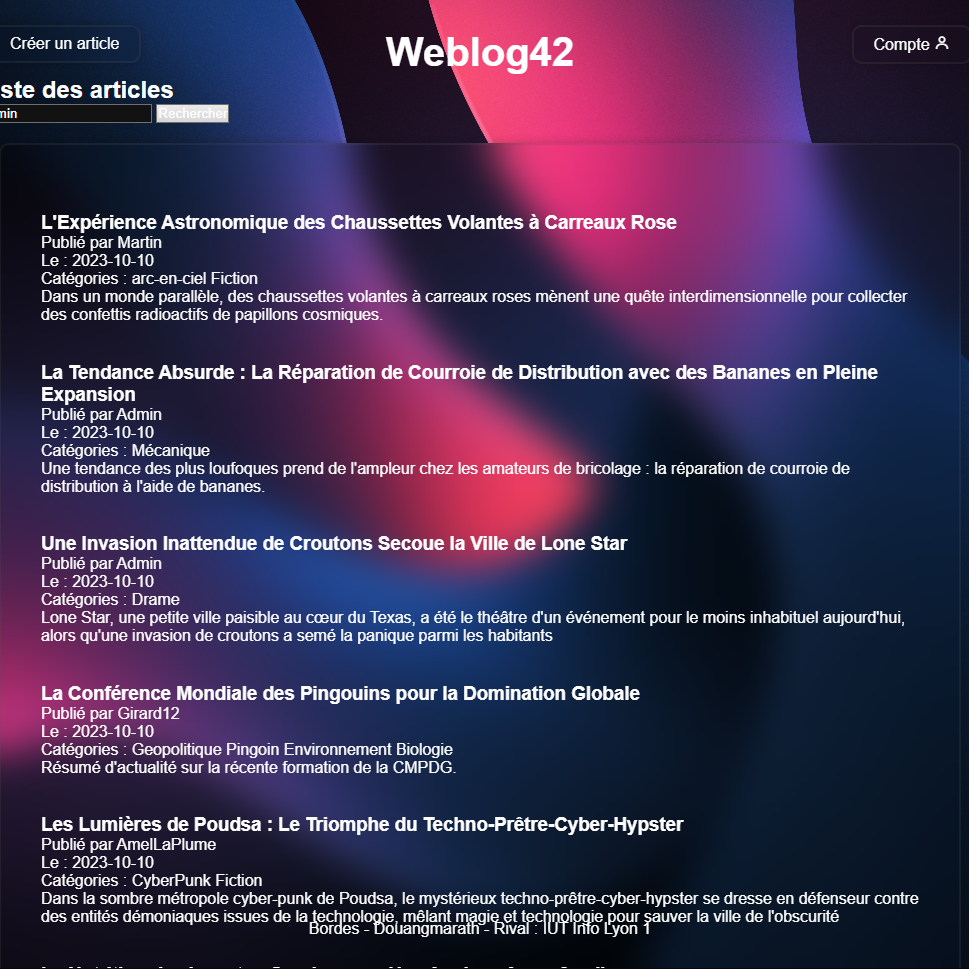 Créer un article
Weblog42
Compte
ste des articles
min
Rechercher
L'Expérience Astronomique des Chaussettes Volantes à Carreaux Rose
Publié par Martin
Le : 2023-10-10
Catégories : arc-en-ciel Fiction
Dans un monde parallèle, des chaussettes volantes à carreaux roses mènent une quête interdimensionnelle pour collecter
des confettis radioactifs de papillons cosmiques.
La Tendance Absurde : La Réparation de Courroie de Distribution avec des Bananes en Pleine
Expansion
Publié par Admin
Le : 2023-10-10
Catégories : Mécanique
Une tendance des plus loufoques prend de l'ampleur chez les amateurs de bricolage : la réparation de courroie de
distribution à l'aide de bananes.
Une Invasion Inattendue de Croutons Secoue la Ville de Lone Star
Publié par Admin
Le : 2023-10-10
Catégories : Drame
Lone Star, une petite ville paisible au cœur du Texas, a été le théâtre d'un événement pour le moins inhabituel aujourd'hui,
alors qu'une invasion de croutons a semé la panique parmi les habitants
La Conférence Mondiale des Pingouins pour la Domination Globale
Publié par Girard12
Le : 2023-10-10
Catégories : Geopolitique Pingoin Environnement Biologie
Résumé d'actualité sur la récente formation de la CMPDG.
Les Lumières de Poudsa : Le Triomphe du Techno-Prêtre-Cyber-Hypster
Publié par AmelLaPlume
Le : 2023-10-10
Catégories : CyberPunk Fiction
Dans la sombre métropole cyber-punk de Poudsa, le mystérieux techno-prêtre-cyber-hypster se dresse en défenseur contre
des entités démoniaques issues de la technologie, mêlant magie et technologie pour sauver la ville de l'obscurité
Bordes - Douangmarath - Rival : IUT Info Lyon 1